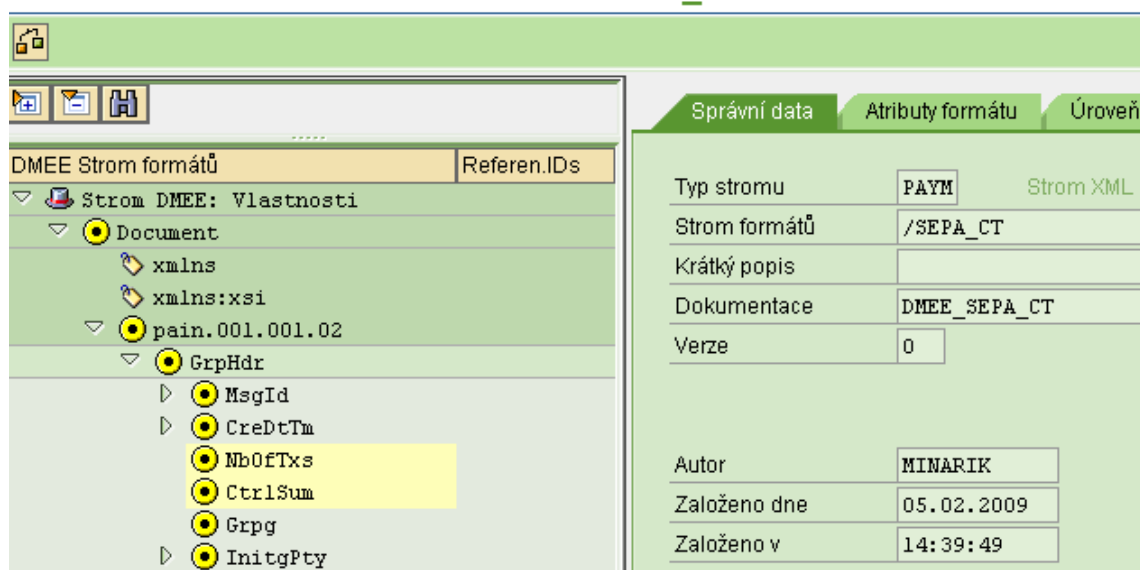 Správní data
Atributy formátu
Úroveň
DMEE Strom formátů
Referen.IDs
Strom DMEE: Vlastnosti
Document
xmlns
xmlns:xsi
pain.001.001.02
GrpHdr
MsgId
CreDtTm
NbOfTxs
CtrlSum
Grpg
InitgPty
Typ stromu PAYM Strom XML
Strom formátů /SEPA_CT
Krátký popis
Dokumentace DMEE_SEPA_CT
Verze 0
Autor MINARIK
Založeno dne 05.02.2009
Založeno v 14:39:49